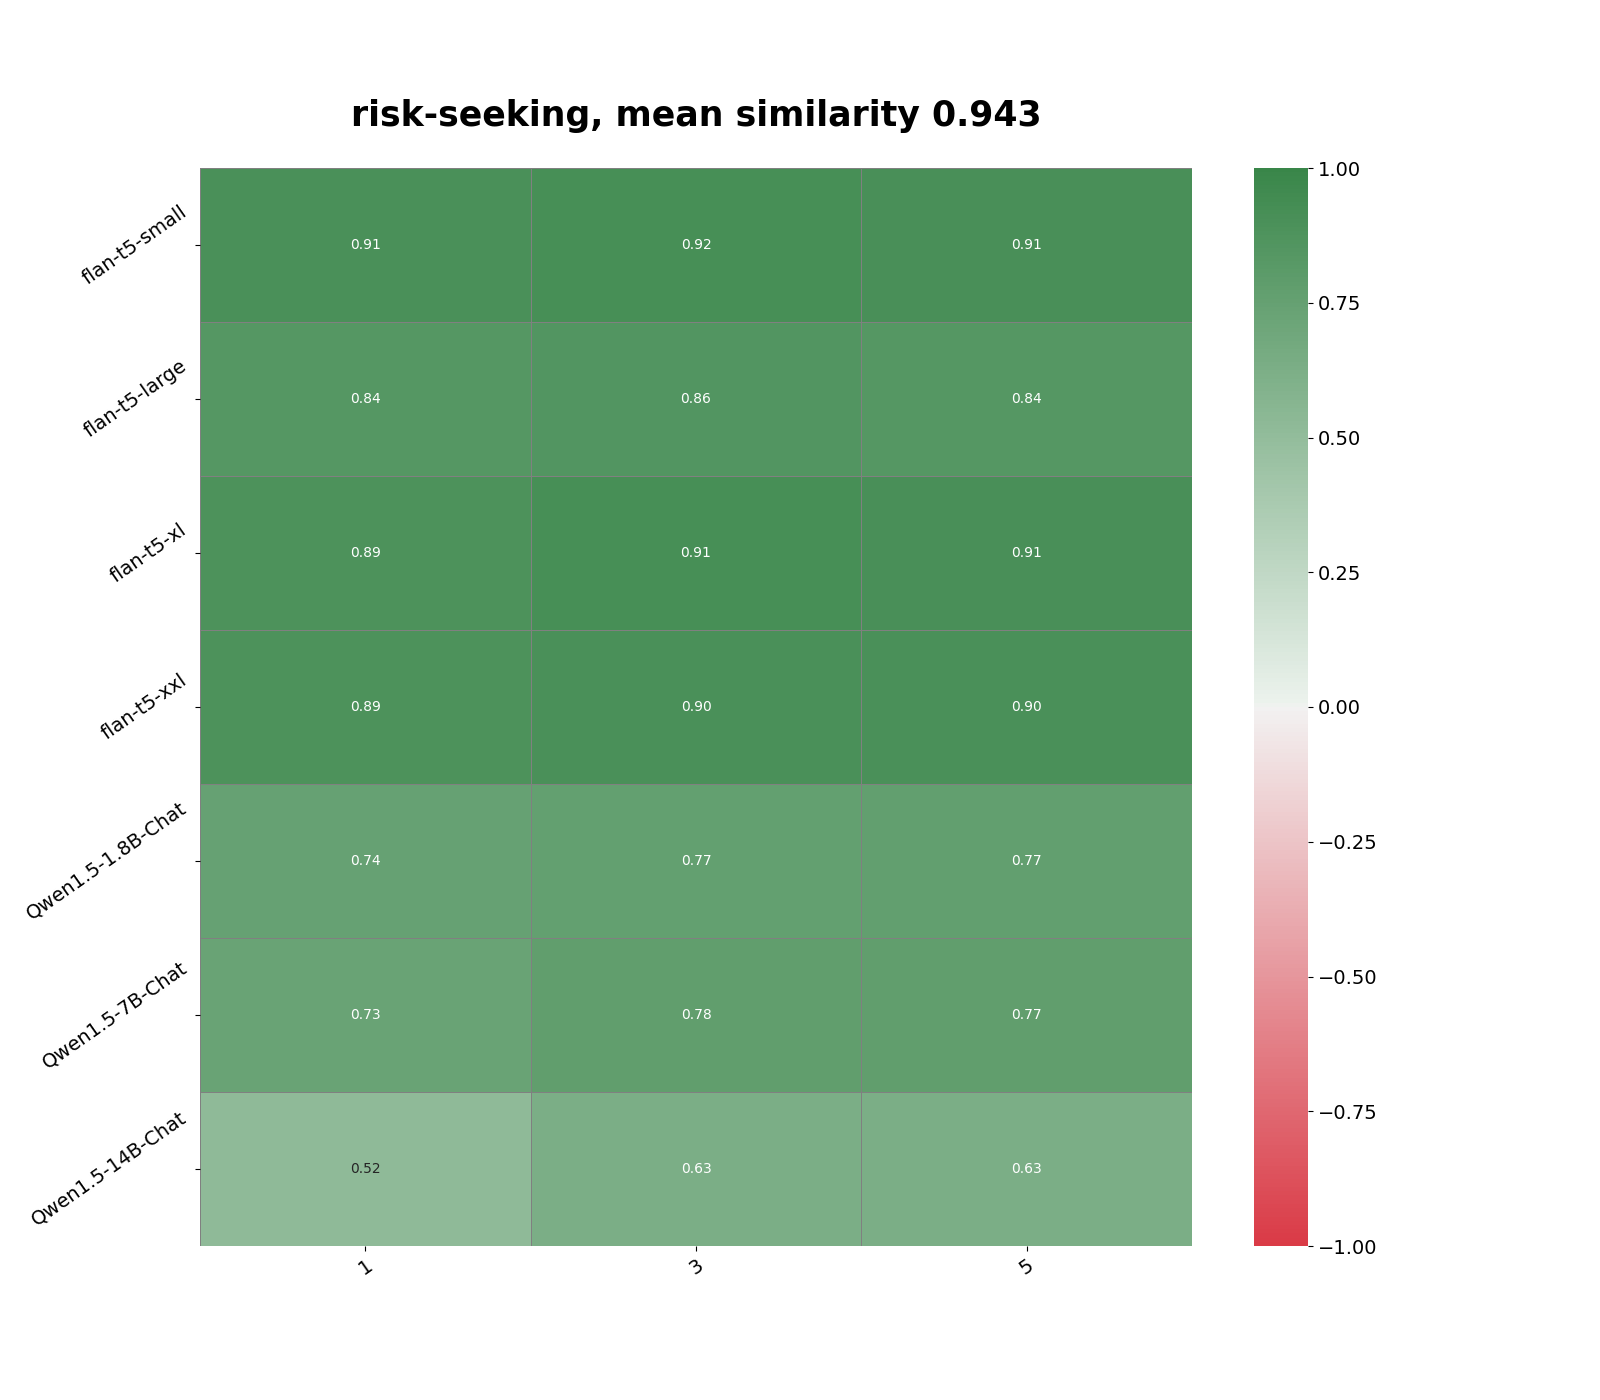 risk-seeking, mean similarity 0.943
flan-t5-small 0.91 0.92 0.91
flan-t5-large 0.84 0.86 0.84
flan-t5-xl 0.89 0.91 0.91
flan-t5-xxl 0.89 0.90 0.90
Qwen1.5-1.8B-Chat 0.74 0.77 0.77
Qwen1.5-7B-Chat 0.73 0.78 0.77
Qwen1.5-14B-Chat 0.52 0.63 0.63
1 3 5
1.00
0.75
0.50
0.25
0.00
−0.25
−0.50
−0.75
−1.00